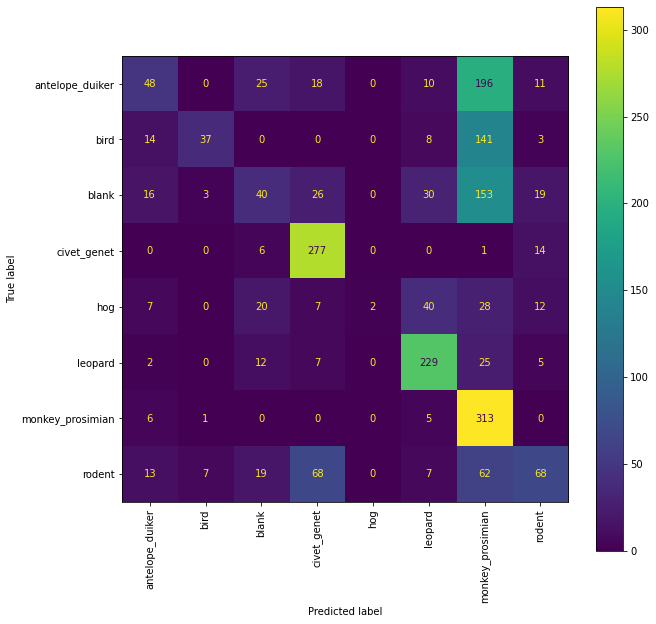 antelope_duiker 48 0 25 18 0 10 196 11
bird 14 37 0 0 0 8 141 3
blank 16 3 40 26 0 30 153 19
civet_genet 0 0 6 277 0 0 1 14
hog 7 0 20 7 2 40 28 12
leopard 2 0 12 7 0 229 25 5
monkey_prosimian 6 1 0 0 0 5 313 0
rodent 13 7 19 68 0 7 62 68
True label
antelope_duiker
bird
blank
civet_genet
hog
leopard
monkey_prosimian
rodent
Predicted label
300
250
200
150
100
50
0